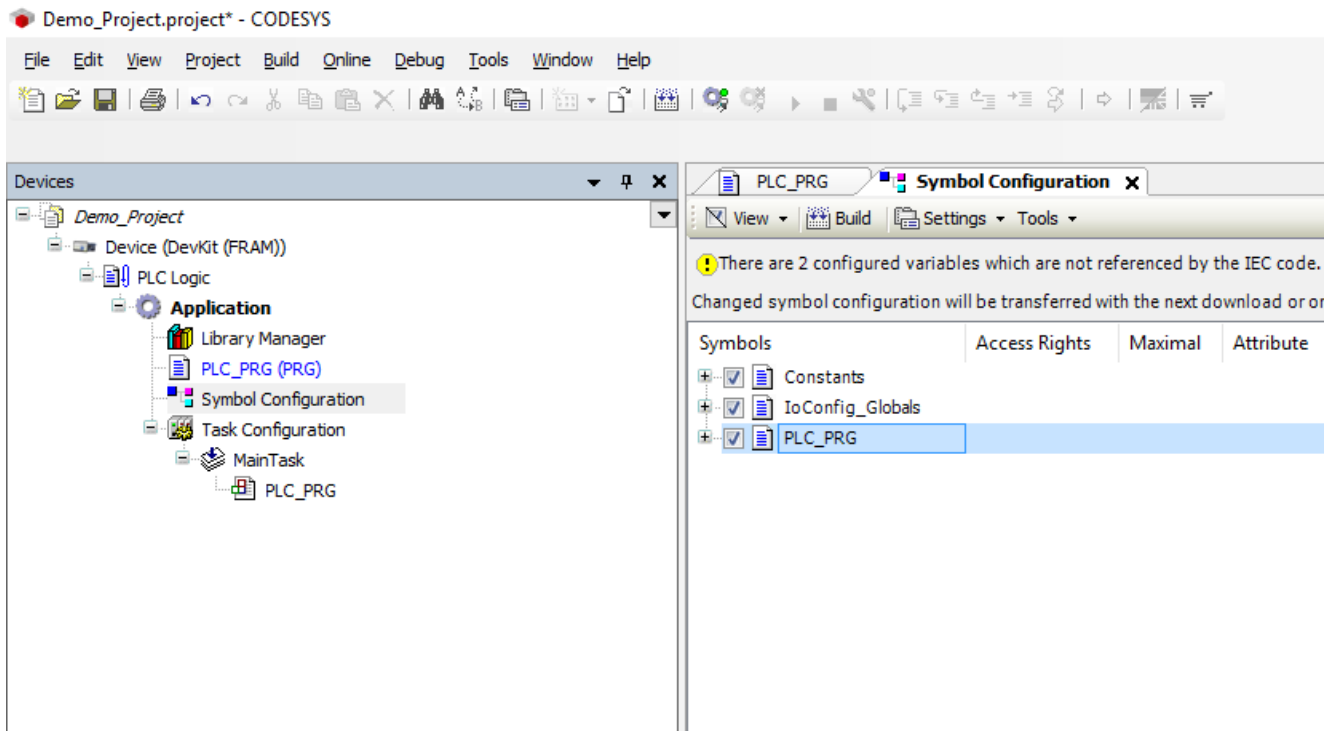 Demo_Project.project* - CODESYS
File Edit View Project Build Online Debug Tools Window Help
Devices
Demo_Project
Device (DevKit (FRAM))
PLC Logic
Application
Library Manager
PLC_PRG (PRG)
Symbol Configuration
Task Configuration
MainTask
PLC_PRG
PLC_PRG Symbol Configuration
View Build Settings Tools
There are 2 configured variables which are not referenced by the IEC code.
Changed symbol configuration will be transferred with the next download or or
Symbols Access Rights Maximal Attribute
Constants
IoConfig_Globals
PLC_PRG